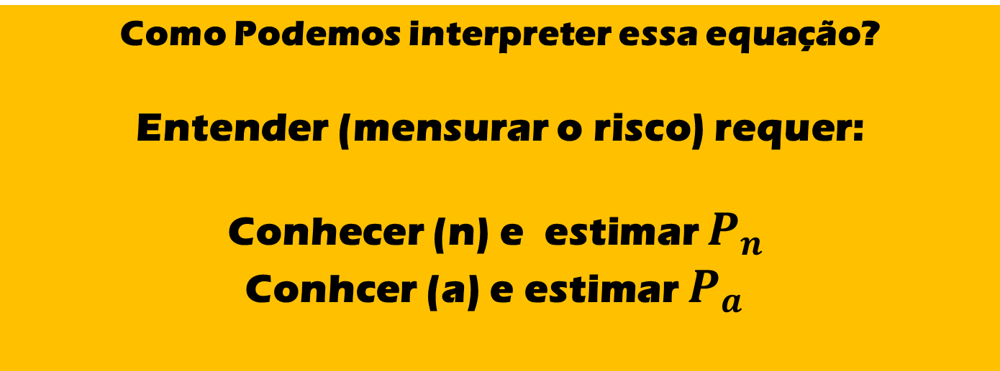 Como Podemos interpreter essa equação?
Entender (mensurar o risco) requer:
Conhecer (n) e estimar Pₙ
Conhcer (a) e estimar Pₐ